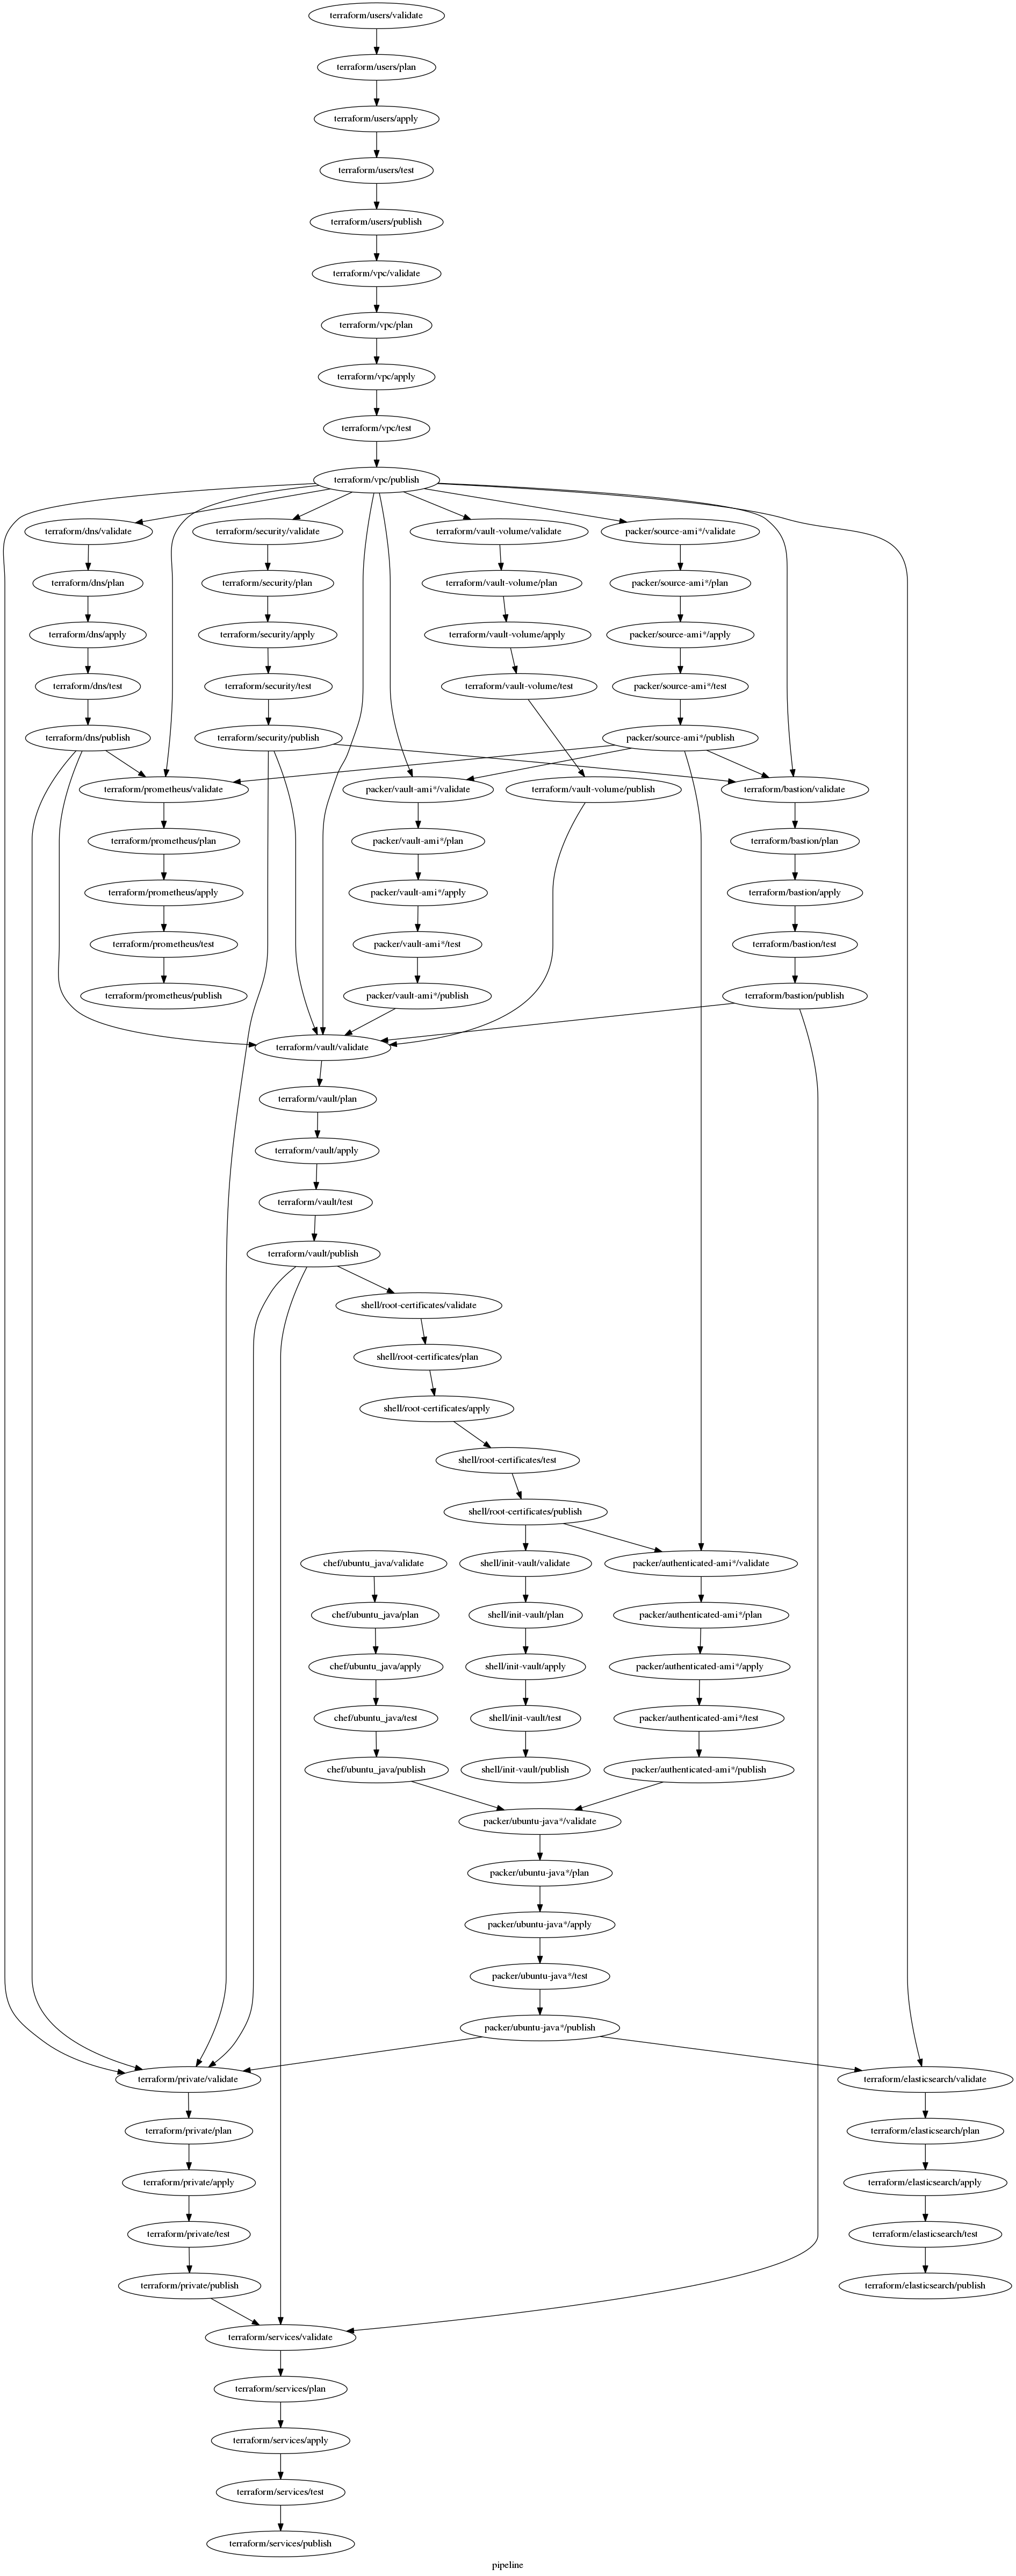 terraform/users/validate
terraform/users/plan
terraform/users/apply
terraform/users/test
terraform/users/publish
terraform/vpc/validate
terraform/vpc/plan
terraform/vpc/apply
terraform/vpc/test
terraform/vpc/publish
terraform/dns/validate
terraform/security/validate
terraform/vault-volume/validate
packer/source-ami*/validate
terraform/dns/plan
terraform/security/plan
terraform/vault-volume/plan
packer/source-ami*/plan
terraform/dns/apply
terraform/security/apply
terraform/vault-volume/apply
packer/source-ami*/apply
terraform/dns/test
terraform/security/test
terraform/vault-volume/test
packer/source-ami*/test
terraform/dns/publish
terraform/security/publish
packer/source-ami*/publish
terraform/prometheus/validate
packer/vault-ami*/validate
terraform/vault-volume/publish
terraform/bastion/validate
terraform/prometheus/plan
packer/vault-ami*/plan
terraform/bastion/plan
terraform/prometheus/apply
packer/vault-ami*/apply
terraform/bastion/apply
terraform/prometheus/test
packer/vault-ami*/test
terraform/bastion/test
terraform/prometheus/publish
packer/vault-ami*/publish
terraform/bastion/publish
terraform/vault/validate
terraform/vault/plan
terraform/vault/apply
terraform/vault/test
terraform/vault/publish
shell/root-certificates/validate
shell/root-certificates/plan
shell/root-certificates/apply
shell/root-certificates/test
shell/root-certificates/publish
chef/ubuntu_java/validate
shell/init-vault/validate
packer/authenticated-ami*/validate
chef/ubuntu_java/plan
shell/init-vault/plan
packer/authenticated-ami*/plan
chef/ubuntu_java/apply
shell/init-vault/apply
packer/authenticated-ami*/apply
chef/ubuntu_java/test
shell/init-vault/test
packer/authenticated-ami*/test
chef/ubuntu_java/publish
shell/init-vault/publish
packer/authenticated-ami*/publish
packer/ubuntu-java*/validate
packer/ubuntu-java*/plan
packer/ubuntu-java*/apply
packer/ubuntu-java*/test
packer/ubuntu-java*/publish
terraform/private/validate
terraform/elasticsearch/validate
terraform/private/plan
terraform/elasticsearch/plan
terraform/private/apply
terraform/elasticsearch/apply
terraform/private/test
terraform/elasticsearch/test
terraform/private/publish
terraform/elasticsearch/publish
terraform/services/validate
terraform/services/plan
terraform/services/apply
terraform/services/test
terraform/services/publish
pipeline